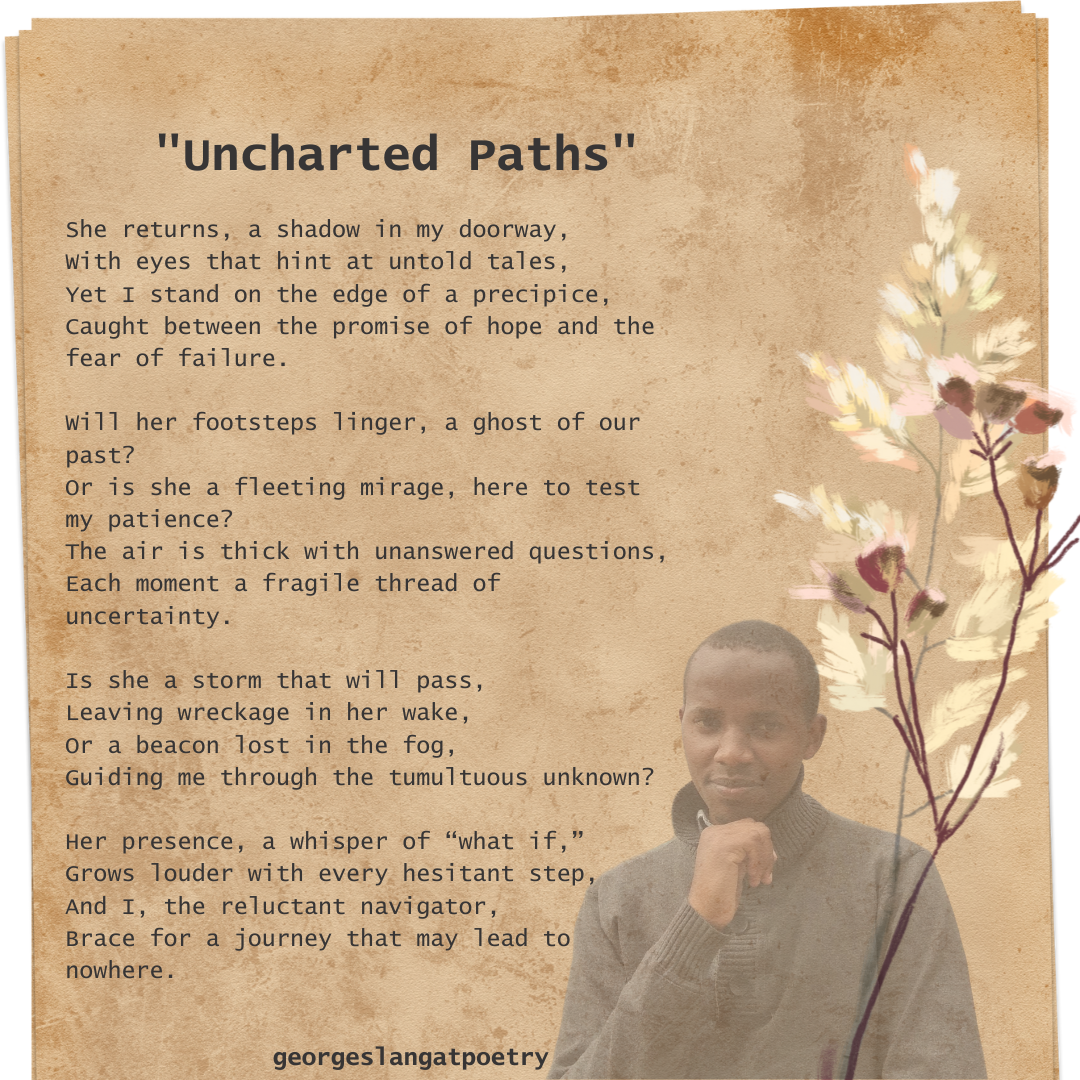 "Uncharted Paths"
She returns, a shadow in my doorway,
With eyes that hint at untold tales,
Yet I stand on the edge of a precipice,
Caught between the promise of hope and the
fear of failure.
Will her footsteps linger, a ghost of our
past?
Or is she a fleeting mirage, here to test
my patience?
The air is thick with unanswered questions,
Each moment a fragile thread of
uncertainty.
Is she a storm that will pass,
Leaving wreckage in her wake,
Or a beacon lost in the fog,
Guiding me through the tumultuous unknown?
Her presence, a whisper of “what if,”
Grows louder with every hesitant step,
And I, the reluctant navigator,
Brace for a journey that may lead to
nowhere.
georgeslangatpoetry